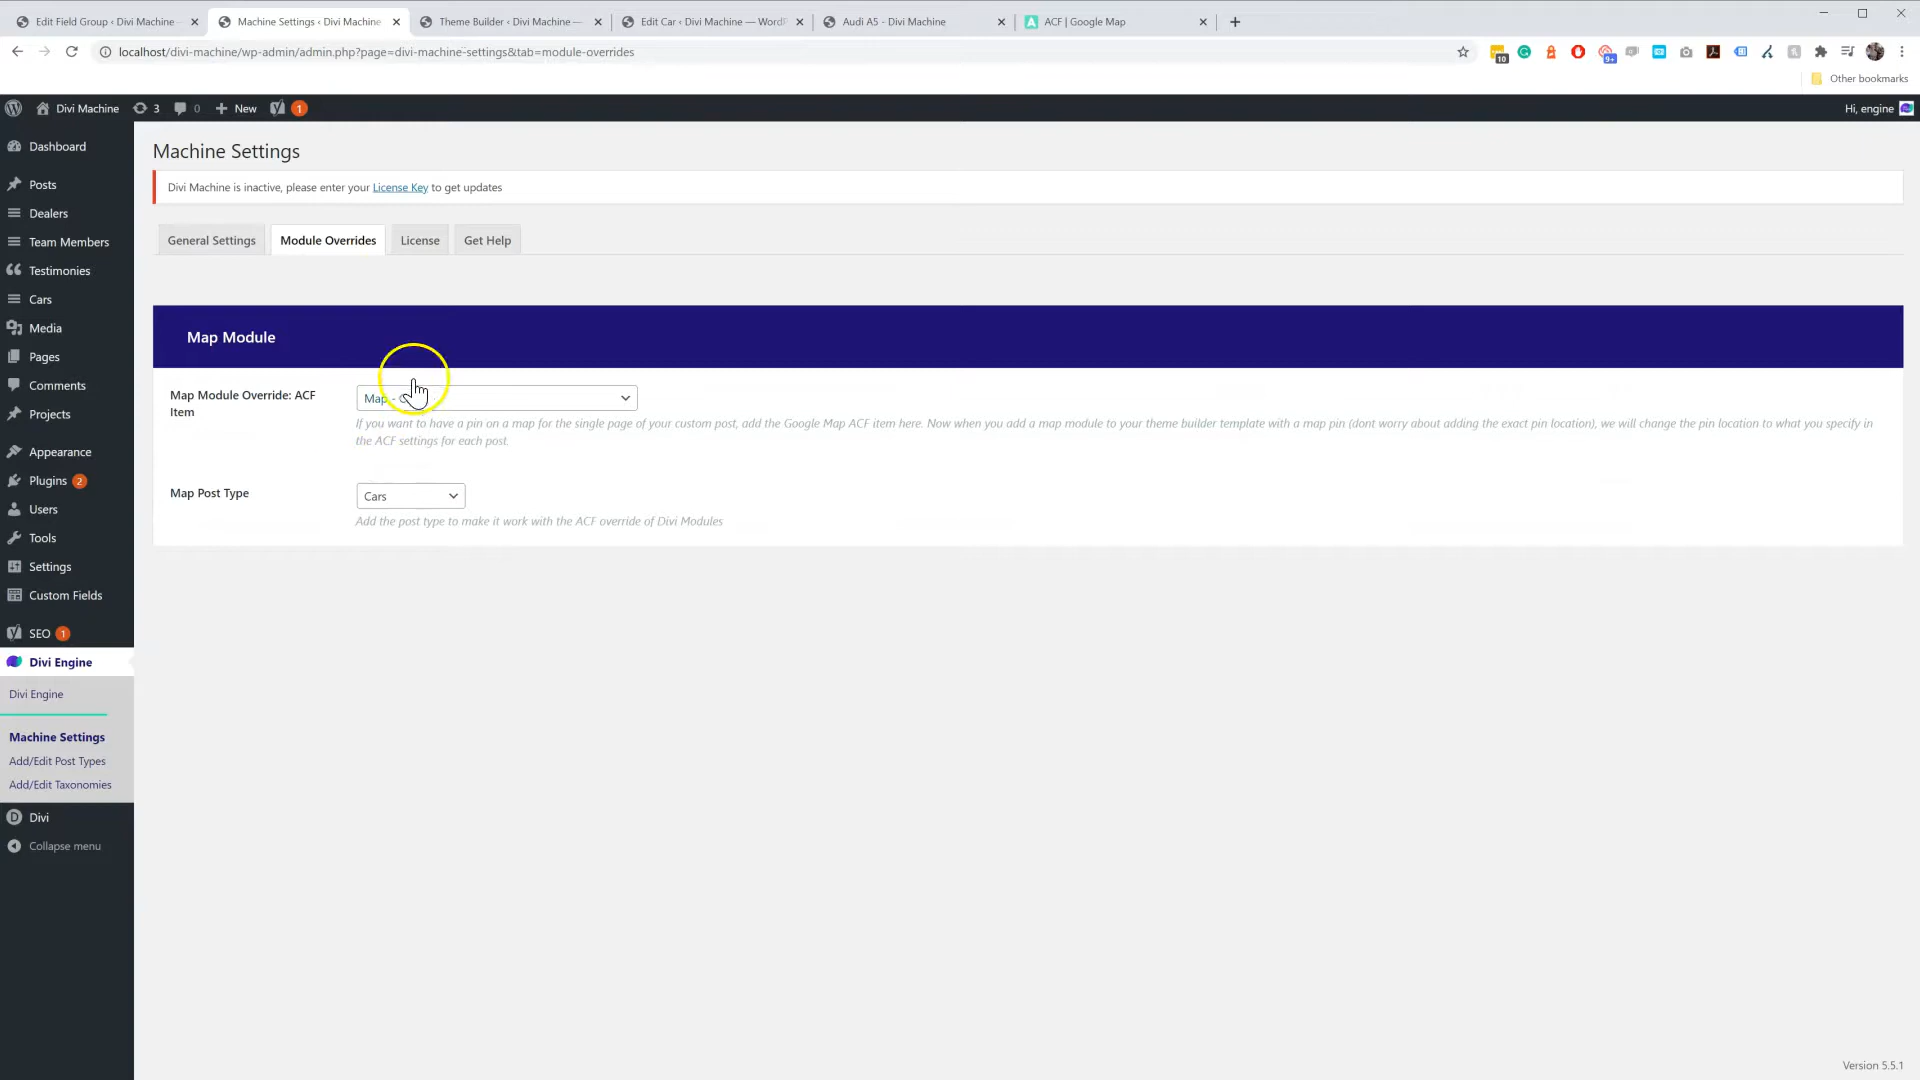 Edit Field Group ‹ Divi Machine
Machine Settings ‹ Divi Machine
Theme Builder ‹ Divi Machine —
Edit Car ‹ Divi Machine — WordP
Audi A5 - Divi Machine
ACF | Google Map
localhost/divi-machine/wp-admin/admin.php?page=divi-machine-settings&tab=module-overrides
10
9+
Other bookmarks
Divi Machine
3
0
New
1
Hi, engine
Dashboard
Posts
Dealers
Team Members
Testimonies
Cars
Media
Pages
Comments
Projects
Appearance
Plugins 2
Users
Tools
Settings
Custom Fields
SEO 1
Divi Engine
Divi Engine
Machine Settings
Add/Edit Post Types
Add/Edit Taxonomies
Divi
Collapse menu
Machine Settings
Divi Machine is inactive, please enter your License Key to get updates
General Settings
Module Overrides
License
Get Help
Map Module
Map Module Override: ACF
Item
Map -
If you want to have a pin on a map for the single page of your custom post, add the Google Map ACF item here. Now when you add a map module to your theme builder template with a map pin (dont worry about adding the exact pin location), we will change the pin location to what you specify in
the ACF settings for each post.
Map Post Type
Cars
Add the post type to make it work with the ACF override of Divi Modules
Version 5.5.1